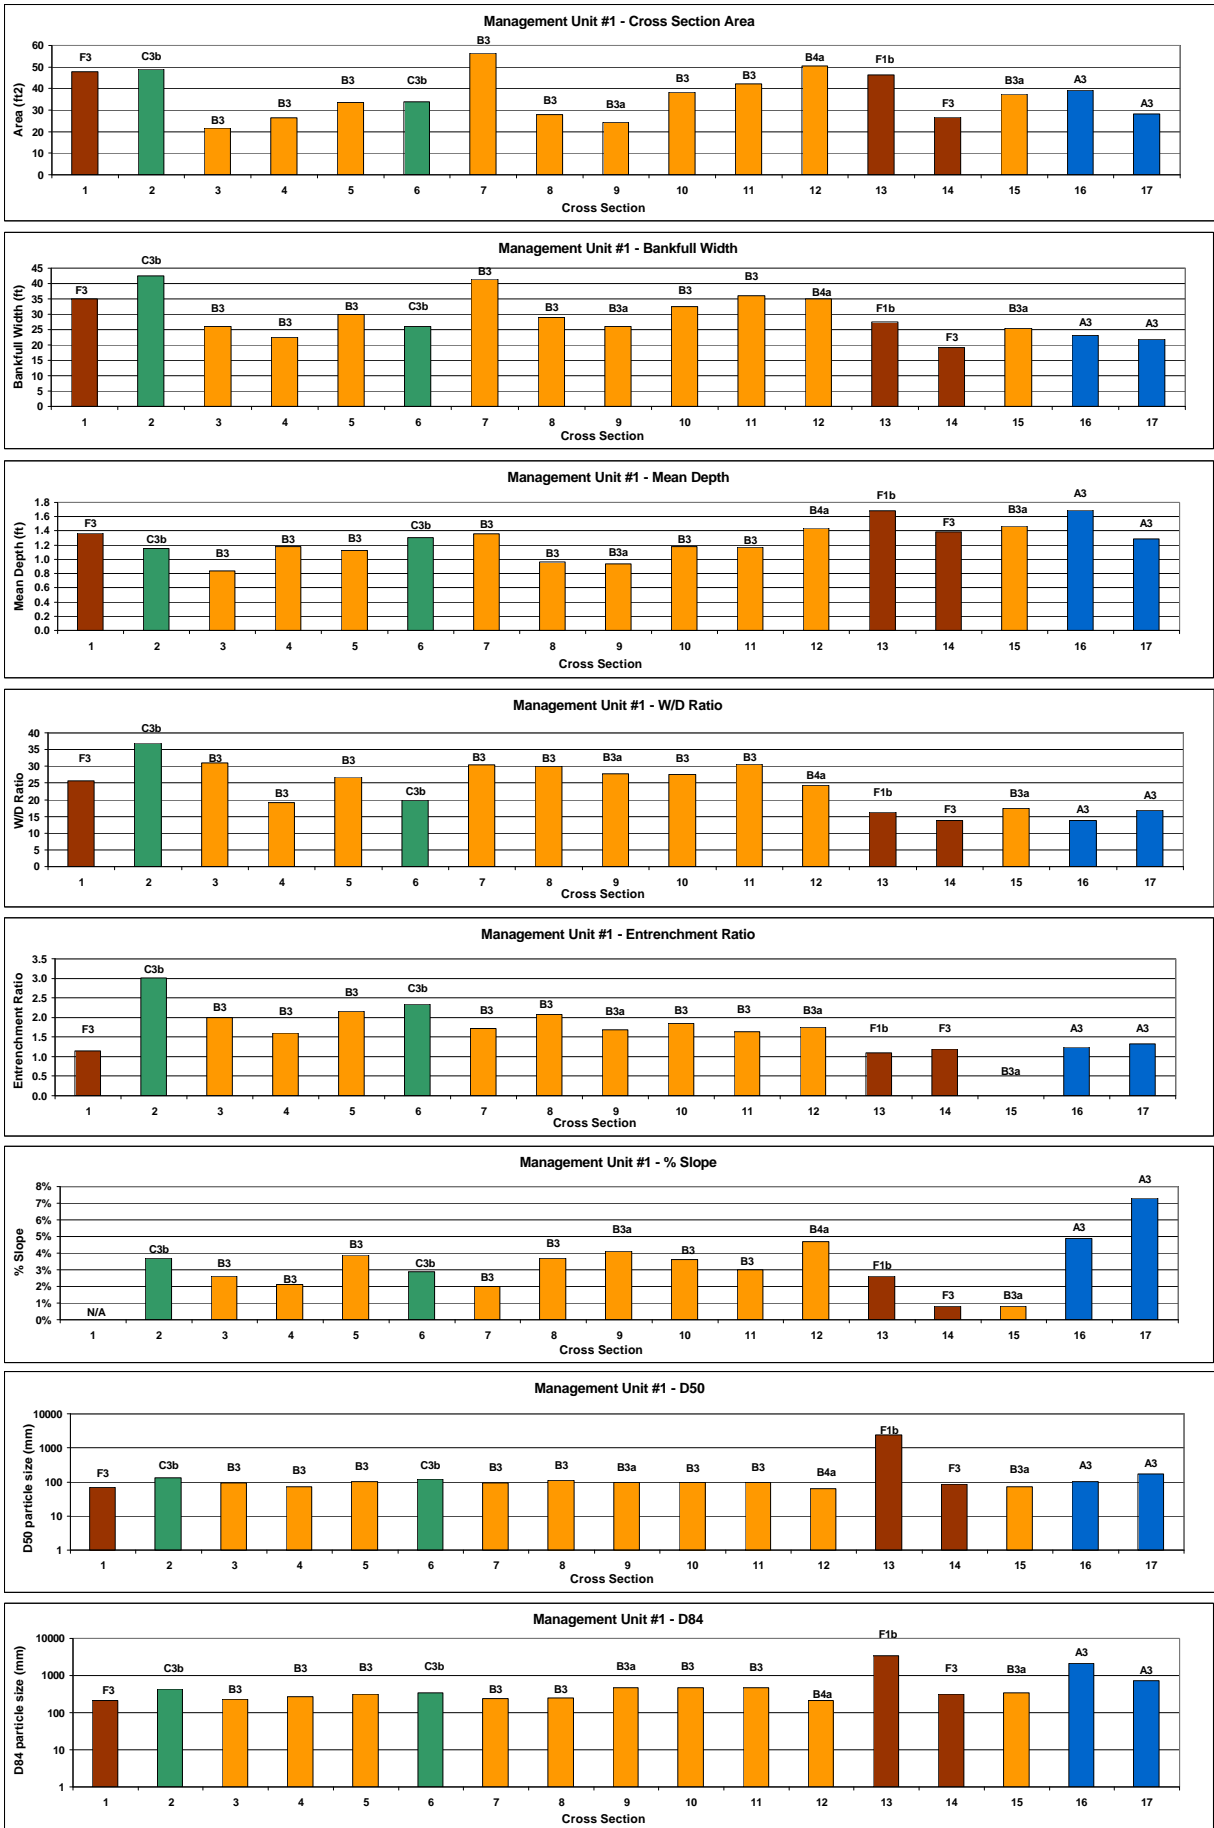 Management Unit #1 - Cross Section Area
Area (ft2)
60
50
40
30
20
10
0
F3 C3b B3 B3 B3 C3b B3 B3 B3a B3 B3 B4a F1b F3 B3a A3 A3
1 2 3 4 5 6 7 8 9 10 11 12 13 14 15 16 17
Cross Section
Management Unit #1 - Bankfull Width
Bankfull Width (ft)
45
40
35
30
25
20
15
10
5
0
F3 C3b B3 B3 B3 C3b B3 B3 B3a B3 B3 B4a F1b F3 B3a A3 A3
1 2 3 4 5 6 7 8 9 10 11 12 13 14 15 16 17
Cross Section
Management Unit #1 - Mean Depth
Mean Depth (ft)
1.8
1.6
1.4
1.2
1.0
0.8
0.6
0.4
0.2
0.0
F3 C3b B3 B3 B3 C3b B3 B3 B3a B3 B3 B4a F1b F3 B3a A3 A3
1 2 3 4 5 6 7 8 9 10 11 12 13 14 15 16 17
Cross Section
Management Unit #1 - W/D Ratio
W/D Ratio
40
35
30
25
20
15
10
5
0
F3 C3b B3 B3 B3 C3b B3 B3 B3a B3 B3 B4a F1b F3 B3a A3 A3
1 2 3 4 5 6 7 8 9 10 11 12 13 14 15 16 17
Cross Section
Management Unit #1 - Entrenchment Ratio
Entrenchment Ratio
3.5
3.0
2.5
2.0
1.5
1.0
0.5
0.0
F3 C3b B3 B3 B3 C3b B3 B3 B3a B3 B3 B3a F1b F3 B3a A3 A3
1 2 3 4 5 6 7 8 9 10 11 12 13 14 15 16 17
Cross Section
Management Unit #1 - % Slope
% Slope
8%
7%
6%
5%
4%
3%
2%
1%
0%
N/A C3b B3 B3 B3 C3b B3 B3 B3a B3 B3 B4a F1b F3 B3a A3 A3
1 2 3 4 5 6 7 8 9 10 11 12 13 14 15 16 17
Cross Section
Management Unit #1 - D50
D50 particle size (mm)
10000
1000
100
10
1
F3 C3b B3 B3 B3 C3b B3 B3 B3a B3 B3 B4a F1b F3 B3a A3 A3
1 2 3 4 5 6 7 8 9 10 11 12 13 14 15 16 17
Cross Section
Management Unit #1 - D84
D84 particle size (mm)
10000
1000
100
10
1
F3 C3b B3 B3 B3 C3b B3 B3 B3a B3 B3 B4a F1b F3 B3a A3 A3
1 2 3 4 5 6 7 8 9 10 11 12 13 14 15 16 17
Cross Section